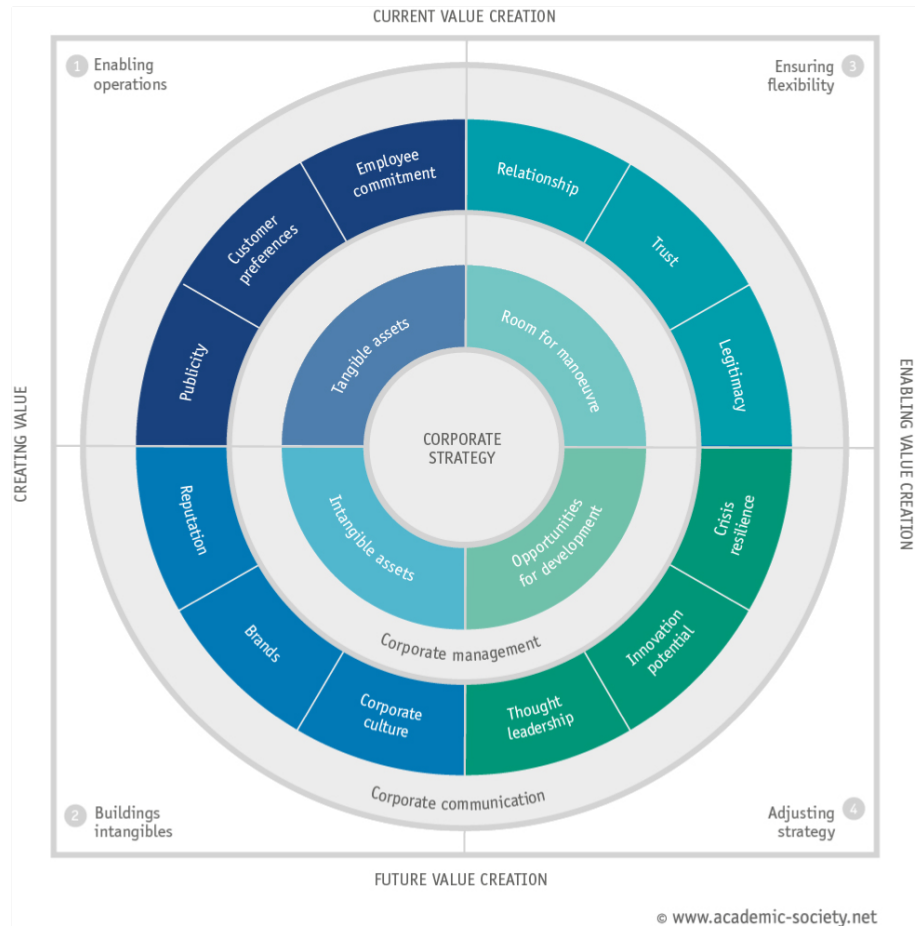 CURRENT VALUE CREATION
1 Enabling
operations
Ensuring 3
flexibility
Employee
commitment
Relationship
Customer
preferences
Trust
Publicity
Legitimacy
Tangible assets
Room for manoeuvre
CREATING VALUE
CORPORATE
STRATEGY
ENABLING VALUE CREATION
Reputation
Crisis
resilience
Intangible assets
Opportunities
for development
Brands
Innovation
potential
Corporate management
Corporate
culture
Thought
leadership
Corporate communication
2 Buildings
intangibles
Adjusting 4
strategy
FUTURE VALUE CREATION
© www.academic-society.net